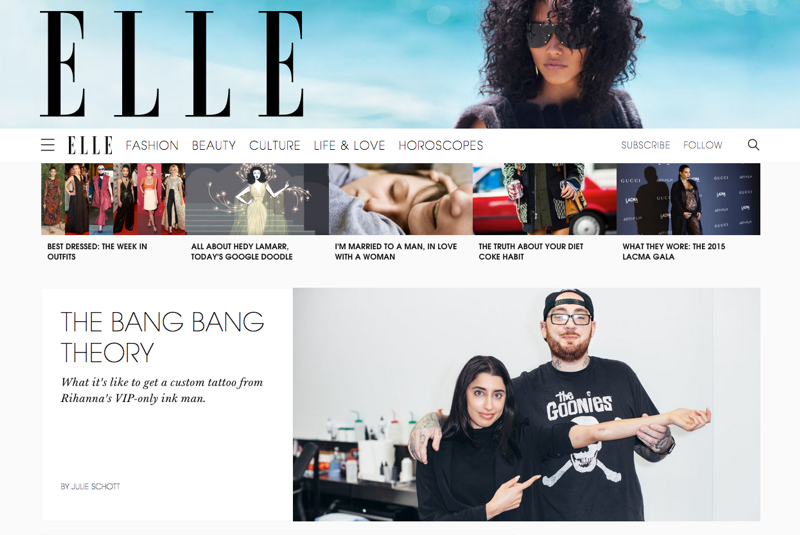 ELLE
ELLE FASHION BEAUTY CULTURE LIFE & LOVE HOROSCOPES SUBSCRIBE FOLLOW
GUCCI
GUCCI
LACMA
BEST DRESSED: THE WEEK IN
OUTFITS
ALL ABOUT HEDY LAMARR,
TODAY'S GOOGLE DOODLE
I'M MARRIED TO A MAN, IN LOVE
WITH A WOMAN
THE TRUTH ABOUT YOUR DIET
COKE HABIT
WHAT THEY WORE: THE 2015
LACMA GALA
THE BANG BANG
THEORY
What it's like to get a custom tattoo from
Rihanna's VIP-only ink man.
BY JULIE SCHOTT
the
GOONIES